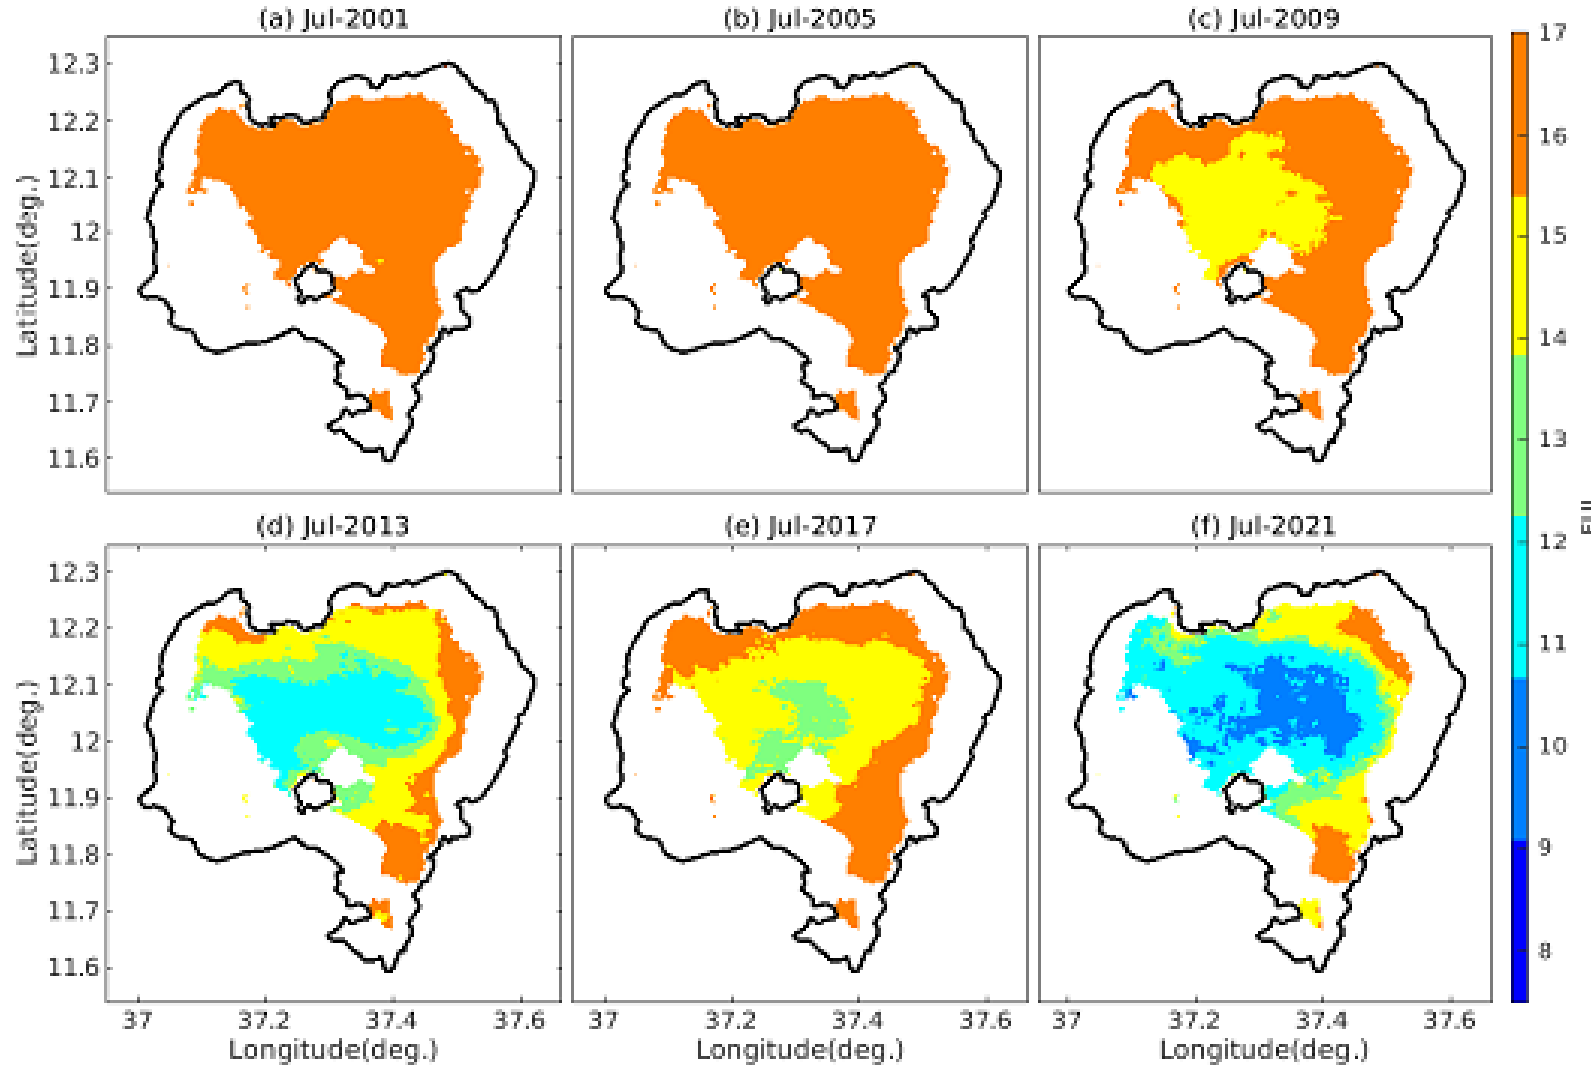 (a) Jul-2001
(b) Jul-2005
(c) Jul-2009
12.3
12.2
12.1
12
11.9
11.8
11.7
11.6
Latitude(deg.)
(d) Jul-2013
(e) Jul-2017
(f) Jul-2021
12.3
12.2
12.1
12
11.9
11.8
11.7
11.6
Latitude(deg.)
37 37.2 37.4 37.6
37 37.2 37.4 37.6
37 37.2 37.4 37.6
Longitude(deg.)
Longitude(deg.)
Longitude(deg.)
17
16
15
14
13
12
11
10
9
8